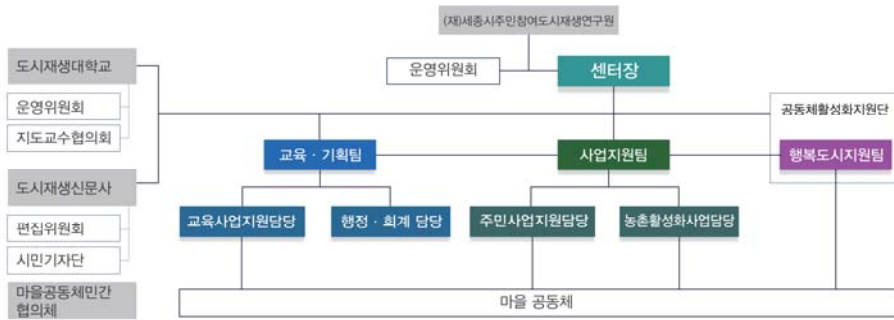 (재)세종시주민참여도시재생연구원
운영위원회
센터장
도시재생대학교
운영위원회
지도교수협의회
공동체활성화지원단
교육 · 기획팀
사업지원팀
행복도시지원팀
도시재생신문사
편집위원회
시민기자단
교육사업지원담당
행정 · 회계 담당
주민사업지원담당
농촌활성화사업담당
마을공동체민간
협의체
마을 공동체